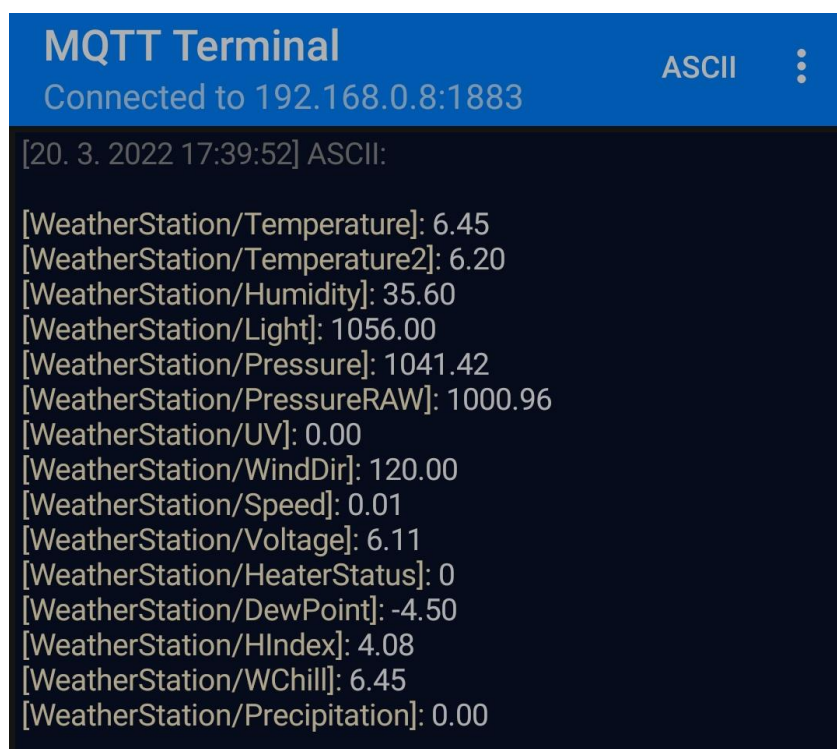 MQTT Terminal
ASCII
Connected to 192.168.0.8:1883
[20. 3. 2022 17:39:52] ASCII:
[WeatherStation/Temperature]: 6.45
[WeatherStation/Temperature2]: 6.20
[WeatherStation/Humidity]: 35.60
[WeatherStation/Light]: 1056.00
[WeatherStation/Pressure]: 1041.42
[WeatherStation/PressureRAW]: 1000.96
[WeatherStation/UV]: 0.00
[WeatherStation/WindDir]: 120.00
[WeatherStation/Speed]: 0.01
[WeatherStation/Voltage]: 6.11
[WeatherStation/HeaterStatus]: 0
[WeatherStation/DewPoint]: -4.50
[WeatherStation/HIndex]: 4.08
[WeatherStation/WChill]: 6.45
[WeatherStation/Precipitation]: 0.00